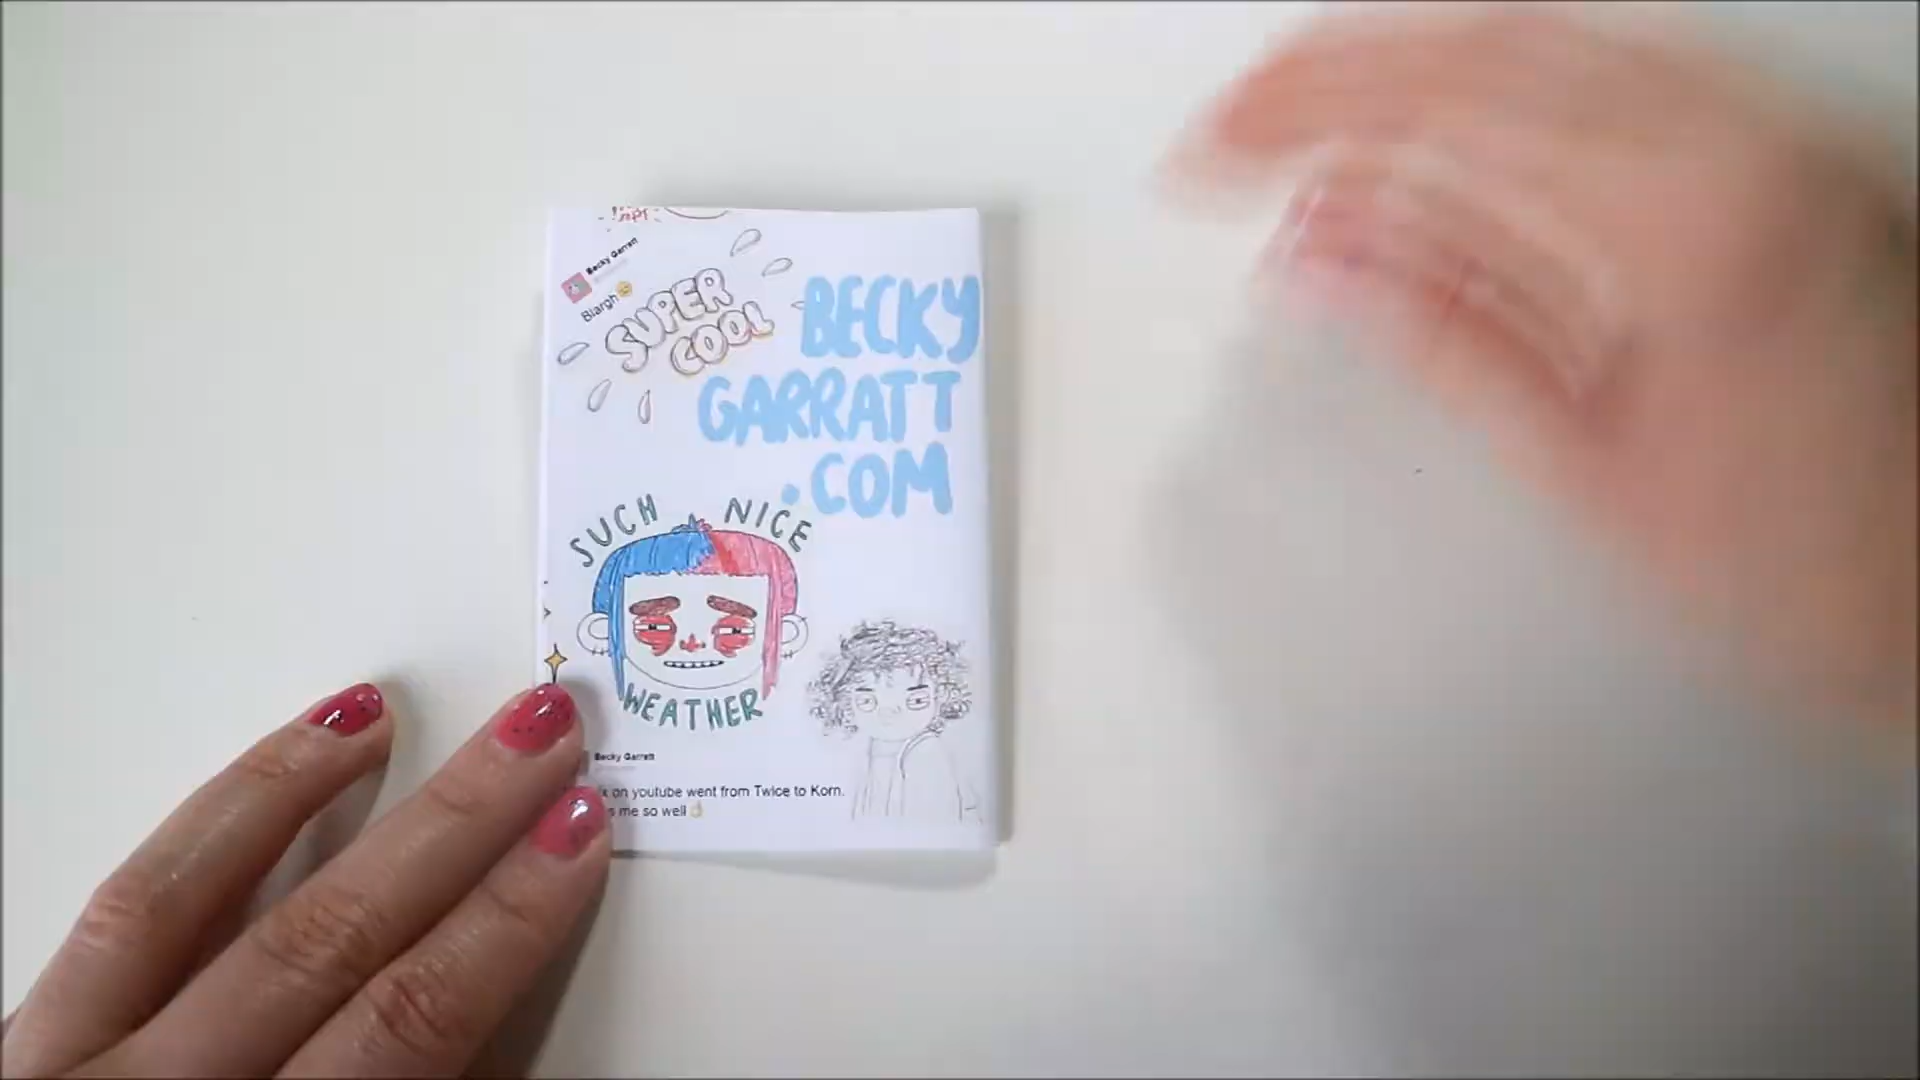 Becky Garratt
Blargh
SUPER
COOL
BECKY
GARRATT
.COM
SUCH NICE
WEATHER
Becky Garratt
on youtube went from Twice to Korn.
me so well